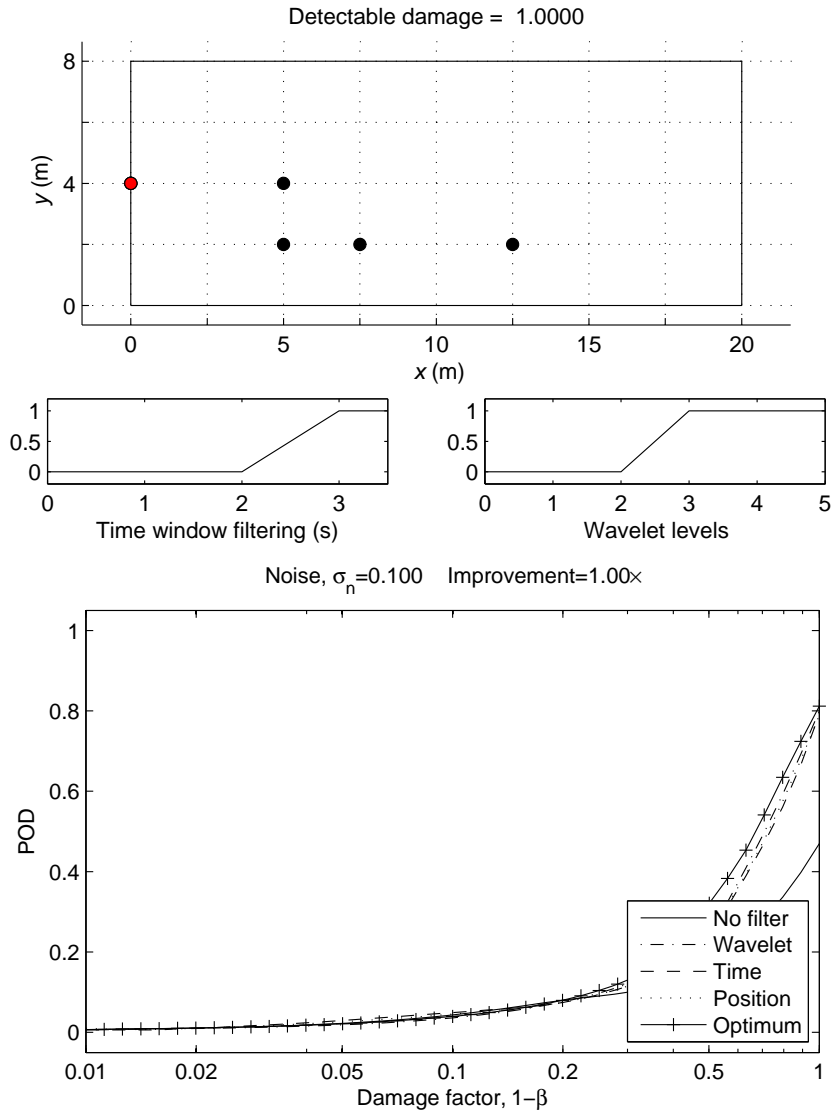 Detectable damage = 1.0000
8
4
0
y (m)
0 5 10 15 20
x (m)
1
0.5
0
0 1 2 3
Time window filtering (s)
1
0.5
0
0 1 2 3 4 5
Wavelet levels
Noise, σn=0.100 Improvement=1.00×
1
0.8
0.6
0.4
0.2
0
POD
No filter
Wavelet
Time
Position
Optimum
0.01 0.02 0.05 0.1 0.2 0.5 1
Damage factor, 1−β